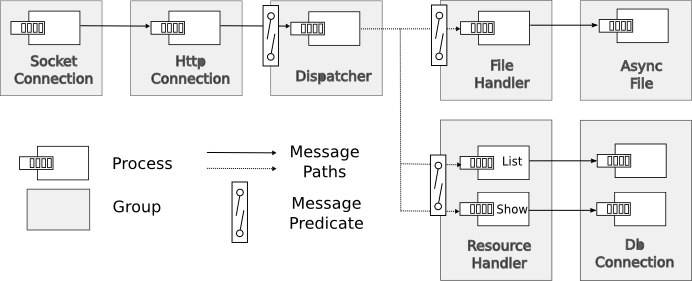 Socket
Connection
Http
Connection
Dispatcher
File
Handler
Async
File
Process
Message
Paths
Group
Message
Predicate
List
Show
Resource
Handler
Db
Connection